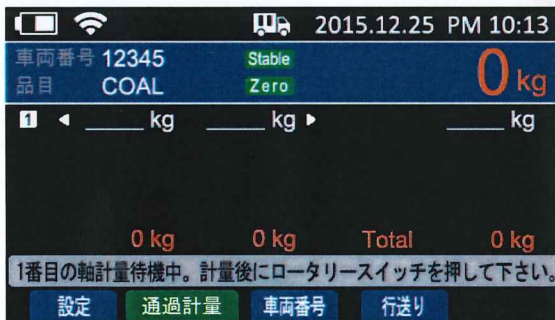 2015.12.25 PM 10:13
車両番号 12345 Stable 0 kg
品目 COAL Zero
1 ◀ ____ kg ____ kg ▶ ____ kg
0 kg 0 kg Total 0 kg
1番目の軸計量待機中。計量後にロータリースイッチを押して下さい。
設定 通過計量 車両番号 行送り